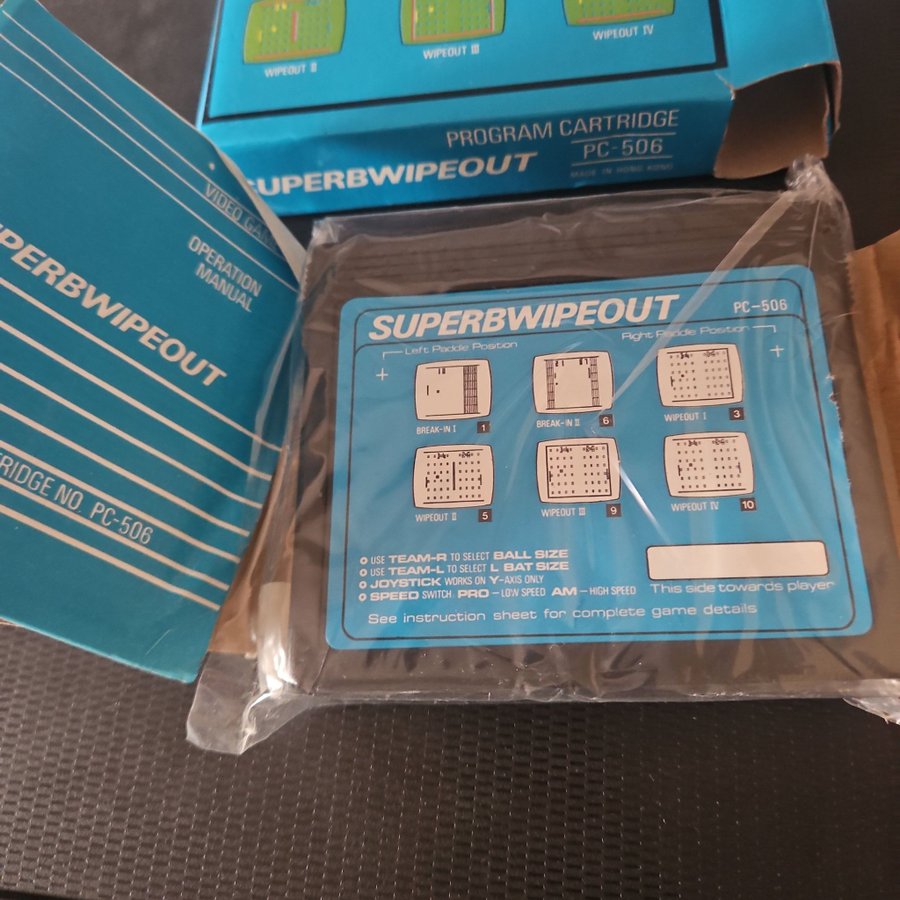 WIPEOUT II
WIPEOUT III
WIPEOUT IV
PROGRAM CARTRIDGE
PC-506
MADE IN HONG KONG
SUPERBWIPEOUT
VIDEO
OPERATION
MANUAL
PERBWIPEOUT
RIDGE NO. PC-506
SUPERBWIPEOUT
PC-506
Left Paddle Position
Right Paddle Position
+
+
BREAK-IN I 1
BREAK-IN II 6
WIPEOUT I 3
WIPEOUT II 5
WIPEOUT III 9
WIPEOUT IV 10
USE TEAM-R TO SELECT BALL SIZE
USE TEAM-L TO SELECT L BAT SIZE
JOYSTICK WORKS ON Y-AXIS ONLY
SPEED SWITCH PRO - LOW SPEED AM - HIGH SPEED
This side towards player
See instruction sheet for complete game details